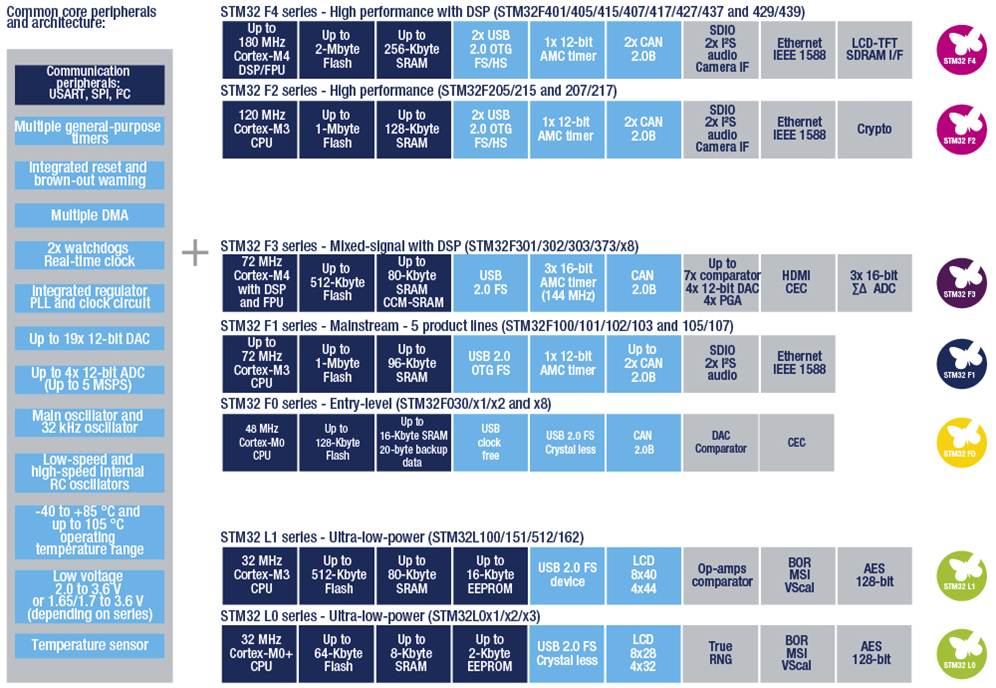 Common core peripherals
and architecture:
Communication
peripherals:
USART, SPI, I²C
Multiple general-purpose
timers
Integrated reset and
brown-out warning
Multiple DMA
2x watchdogs
Real-time clock
Integrated regulator
PLL and clock circuit
Up to 19x 12-bit DAC
Up to 4x 12-bit ADC
(Up to 5 MSPS)
Main oscillator and
32 kHz oscillator
Low-speed and
high-speed internal
RC oscillators
-40 to +85 °C and
up to 105 °C
operating
temperature range
Low voltage
2.0 to 3.6 V
or 1.65/1.7 to 3.6 V
(depending on series)
Temperature sensor
+
STM32 F4 series - High performance with DSP (STM32F401/405/415/407/417/427/437 and 429/439)
Up to
180 MHz
Cortex-M4
DSP/FPU
Up to
2-Mbyte
Flash
Up to
256-Kbyte
SRAM
2x USB
2.0 OTG
FS/HS
1x 12-bit
AMC timer
2x CAN
2.0B
SDIO
2x I²S
audio
Camera IF
Ethernet
IEEE 1588
LCD-TFT
SDRAM I/F
STM32 F4
STM32 F2 series - High performance (STM32F205/215 and 207/217)
120 MHz
Cortex-M3
CPU
Up to
1-Mbyte
Flash
Up to
128-Kbyte
SRAM
2x USB
2.0 OTG
FS/HS
1x 12-bit
AMC timer
2x CAN
2.0B
SDIO
2x I²S
audio
Camera IF
Ethernet
IEEE 1588
Crypto
STM32 F2
STM32 F3 series - Mixed-signal with DSP (STM32F301/302/303/373/x8)
72 MHz
Cortex-M4
with DSP
and FPU
Up to
512-Kbyte
Flash
Up to
80-Kbyte
SRAM
CCM-SRAM
USB
2.0 FS
3x 16-bit
AMC timer
(144 MHz)
CAN
2.0B
Up to
7x comparator
4x 12-bit DAC
4x PGA
HDMI
CEC
3x 16-bit
∑Δ ADC
STM32 F3
STM32 F1 series - Mainstream - 5 product lines (STM32F100/101/102/103 and 105/107)
Up to
72 MHz
Cortex-M3
CPU
Up to
1-Mbyte
Flash
Up to
96-Kbyte
SRAM
USB 2.0
OTG FS
1x 12-bit
AMC timer
Up to
2x CAN
2.0B
SDIO
2x I²S
audio
Ethernet
IEEE 1588
STM32 F1
STM32 F0 series - Entry-level (STM32F030/x1/x2 and x8)
48 MHz
Cortex-M0
CPU
Up to
128-Kbyte
Flash
Up to
16-Kbyte SRAM
20-byte backup
data
USB
clock
free
USB 2.0 FS
Crystal less
CAN
2.0B
DAC
Comparator
CEC
STM32 F0
STM32 L1 series - Ultra-low-power (STM32L100/151/512/162)
32 MHz
Cortex-M3
CPU
Up to
512-Kbyte
Flash
Up to
80-Kbyte
SRAM
Up to
16-Kbyte
EEPROM
USB 2.0 FS
device
LCD
8x40
4x44
Op-amps
comparator
BOR
MSI
VScal
AES
128-bit
STM32 L1
STM32 L0 series - Ultra-low-power (STM32L0x1/x2/x3)
32 MHz
Cortex-M0+
CPU
Up to
64-Kbyte
Flash
Up to
8-Kbyte
SRAM
Up to
2-Kbyte
EEPROM
USB 2.0 FS
Crystal less
LCD
8x28
4x32
True
RNG
BOR
MSI
VScal
AES
128-bit
STM32 L0